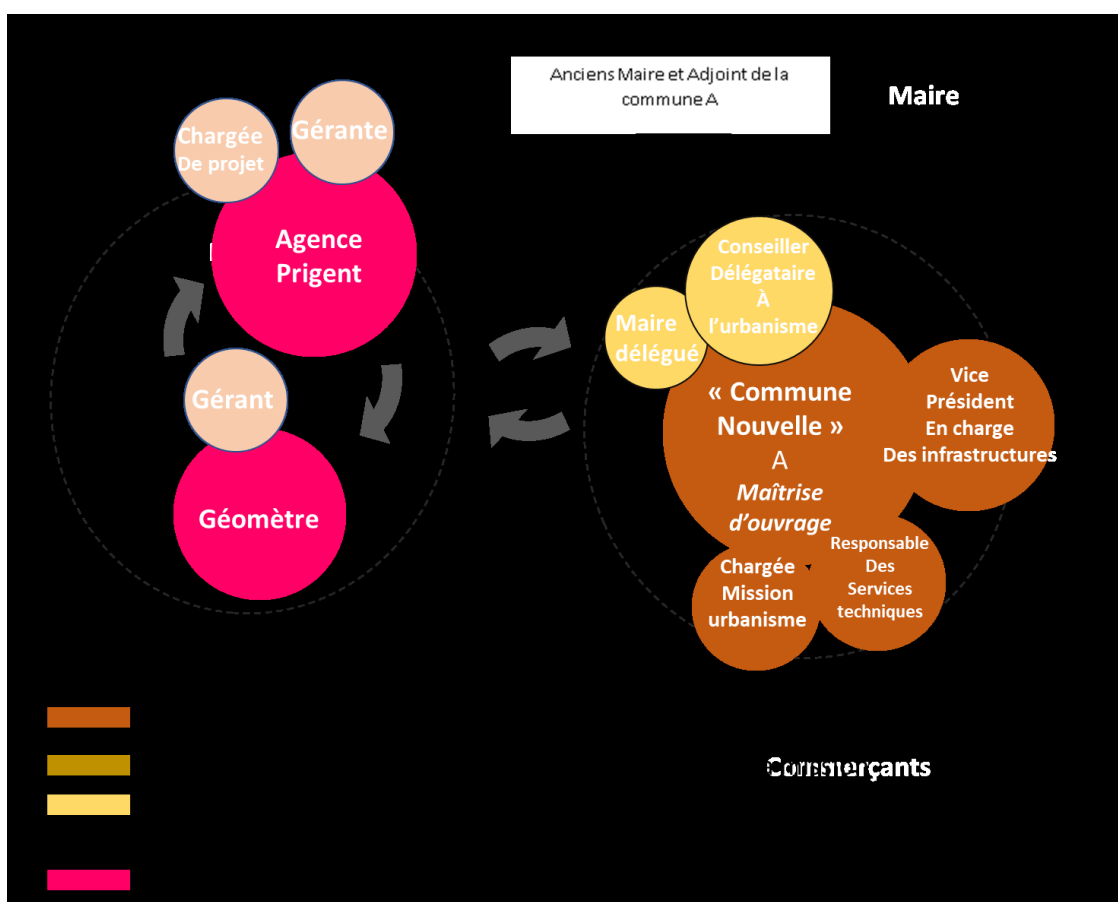 Anciens Maire et Adjoint de la
commune A
Maire
Chargée
De projet
Gérante
Agence
Prigent
Gérant
Géomètre
Conseiller
Délégataire
À
l'urbanisme
Maire
délégué
« Commune
Nouvelle »
A
Maîtrise
d'ouvrage
Vice
Président
En charge
Des infrastructures
Responsable
Des
Services
techniques
Chargée
Mission
urbanisme
Commerçants